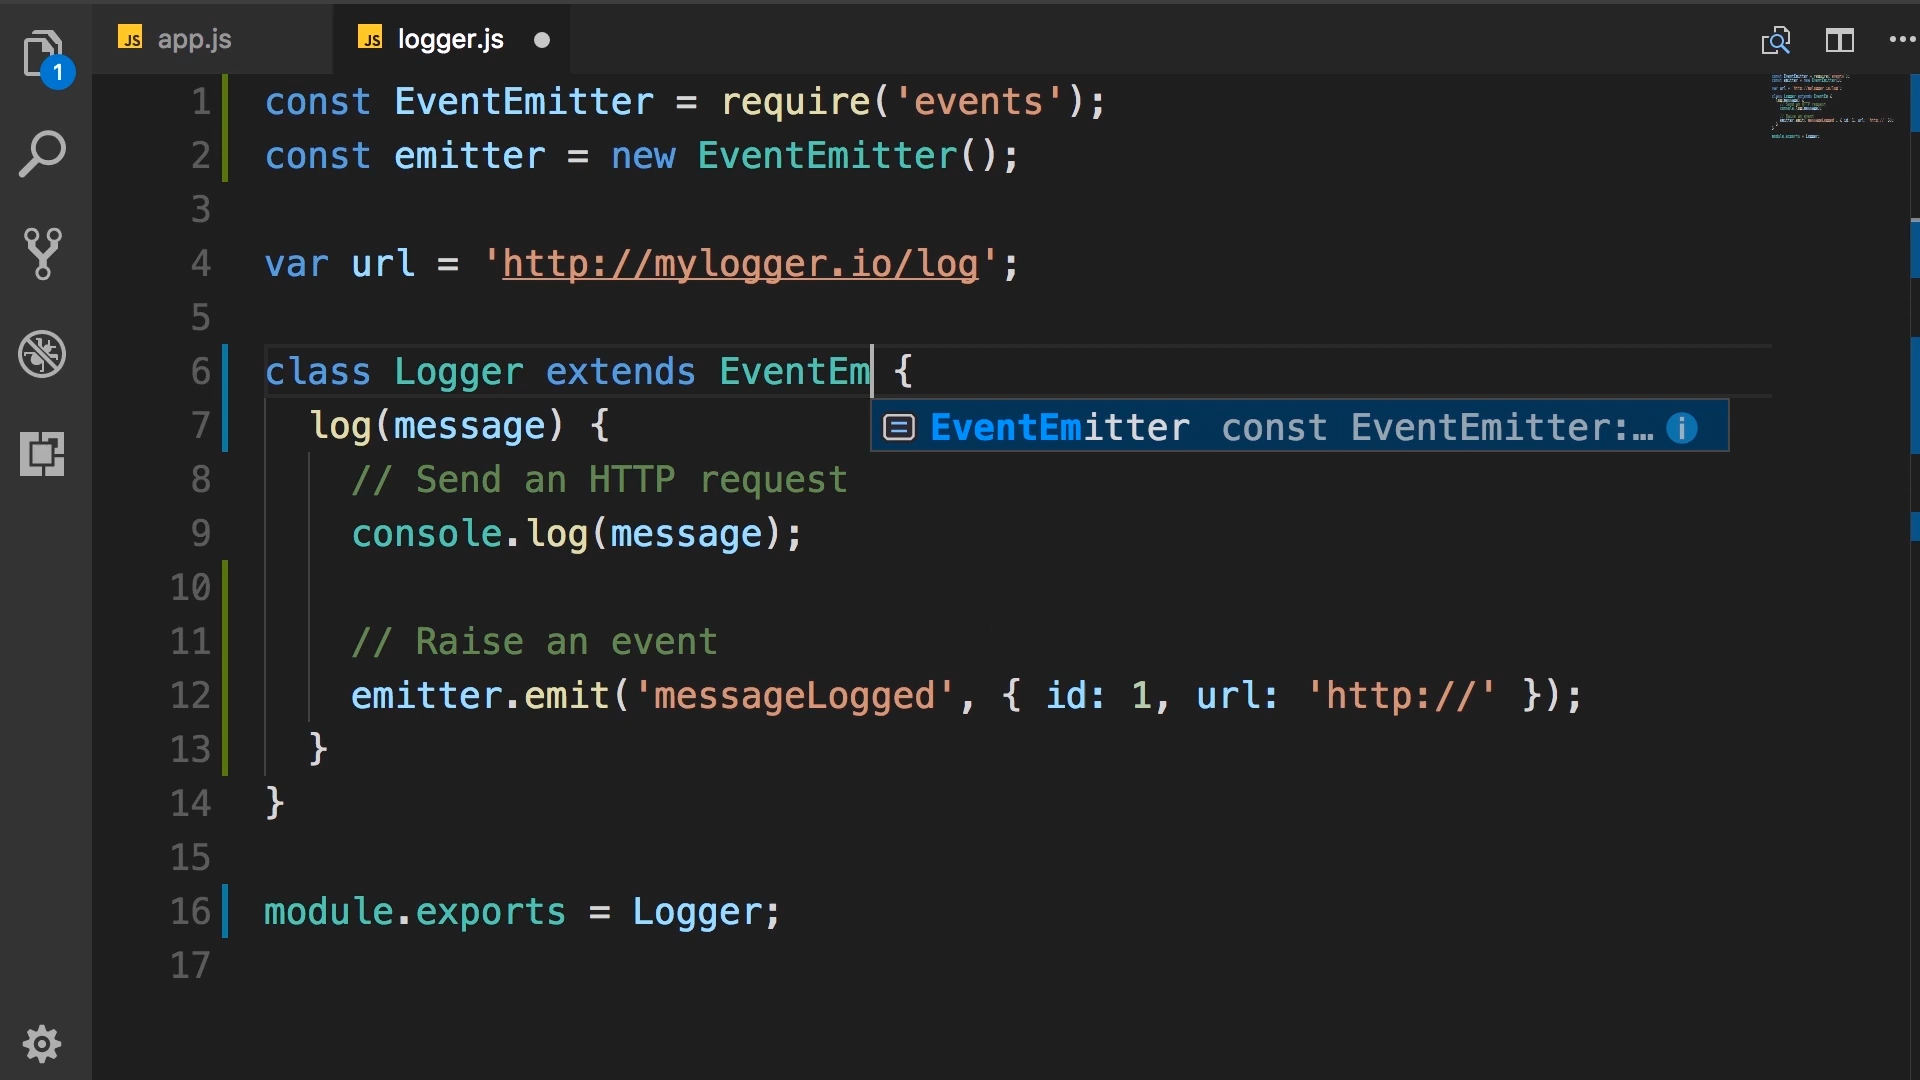 1
JS app.js
JS logger.js
1 const EventEmitter = require('events');
2 const emitter = new EventEmitter();
3
4 var url = 'http://mylogger.io/log';
5
6 class Logger extends EventEm {
EventEmitter const EventEmitter:…
7 log(message) {
8 // Send an HTTP request
9 console.log(message);
10
11 // Raise an event
12 emitter.emit('messageLogged', { id: 1, url: 'http://' });
13 }
14 }
15
16 module.exports = Logger;
17